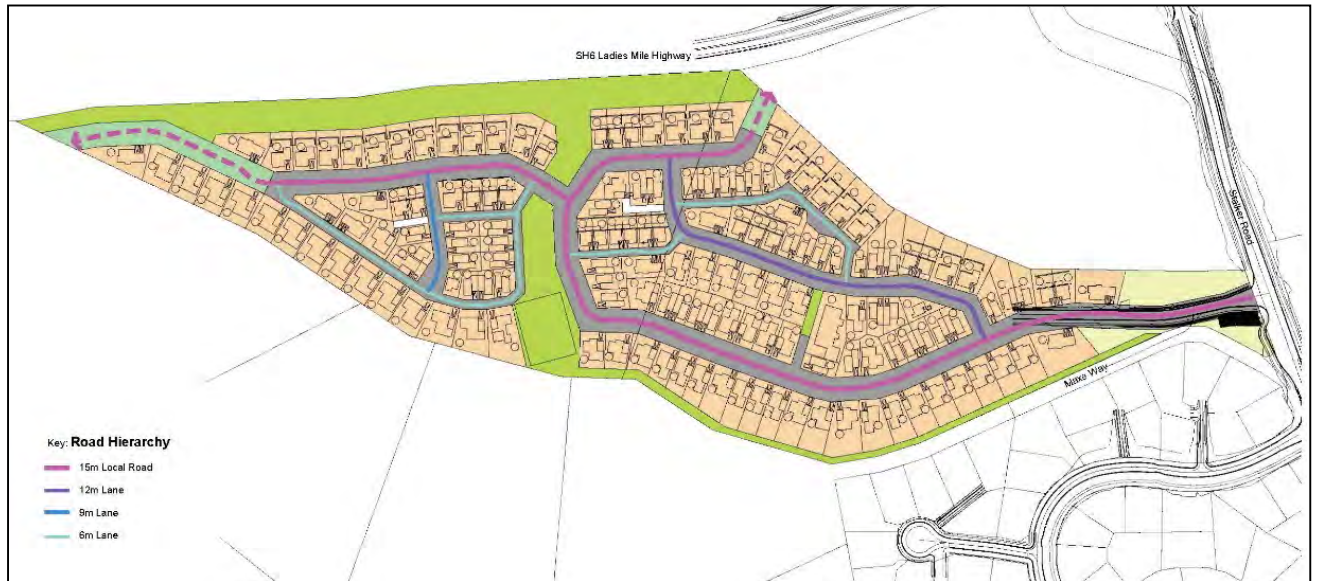 SH6 Ladies Mile Highway
Stalker Road
Maxe Way
Key: Road Hierarchy
15m Local Road
12m Lane
9m Lane
6m Lane